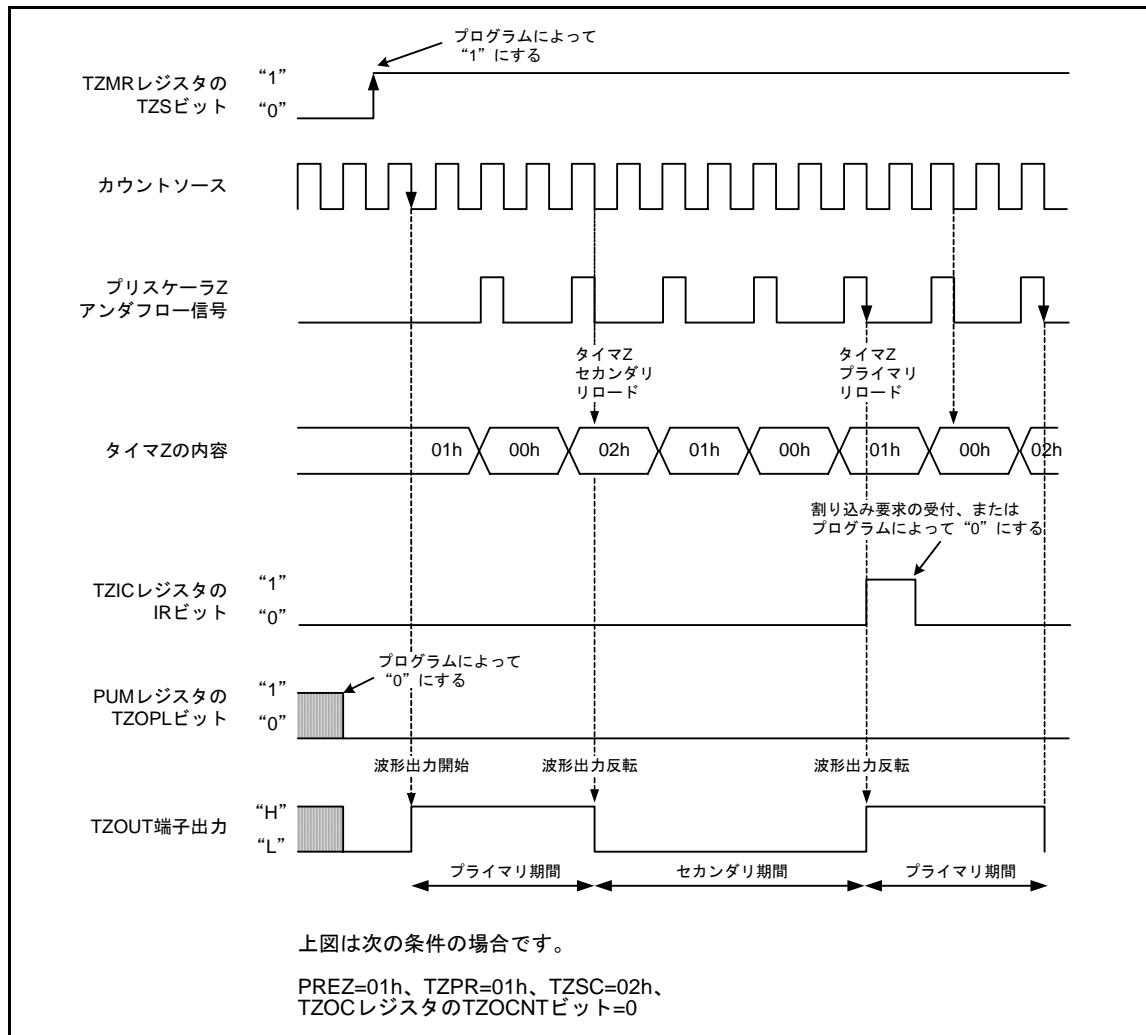 プログラムによって
“1”にする
TZMRレジスタの
TZSビット
“1”
“0”
カウントソース
プリスケーラZ
アンダフロー信号
タイマZ
セカンダリ
リロード
タイマZ
プライマリ
リロード
タイマZの内容
01h
00h
02h
01h
00h
01h
00h
02h
割り込み要求の受付、または
プログラムによって“0”にする
TZICレジスタの
IRビット
“1”
“0”
プログラムによって
“0”にする
PUMレジスタの
TZOPLビット
“1”
“0”
波形出力開始
波形出力反転
波形出力反転
TZOUT端子出力
“H”
“L”
プライマリ期間
セカンダリ期間
プライマリ期間
上図は次の条件の場合です。
PREZ=01h、TZPR=01h、TZSC=02h、
TZOCレジスタのTZOCNTビット=0